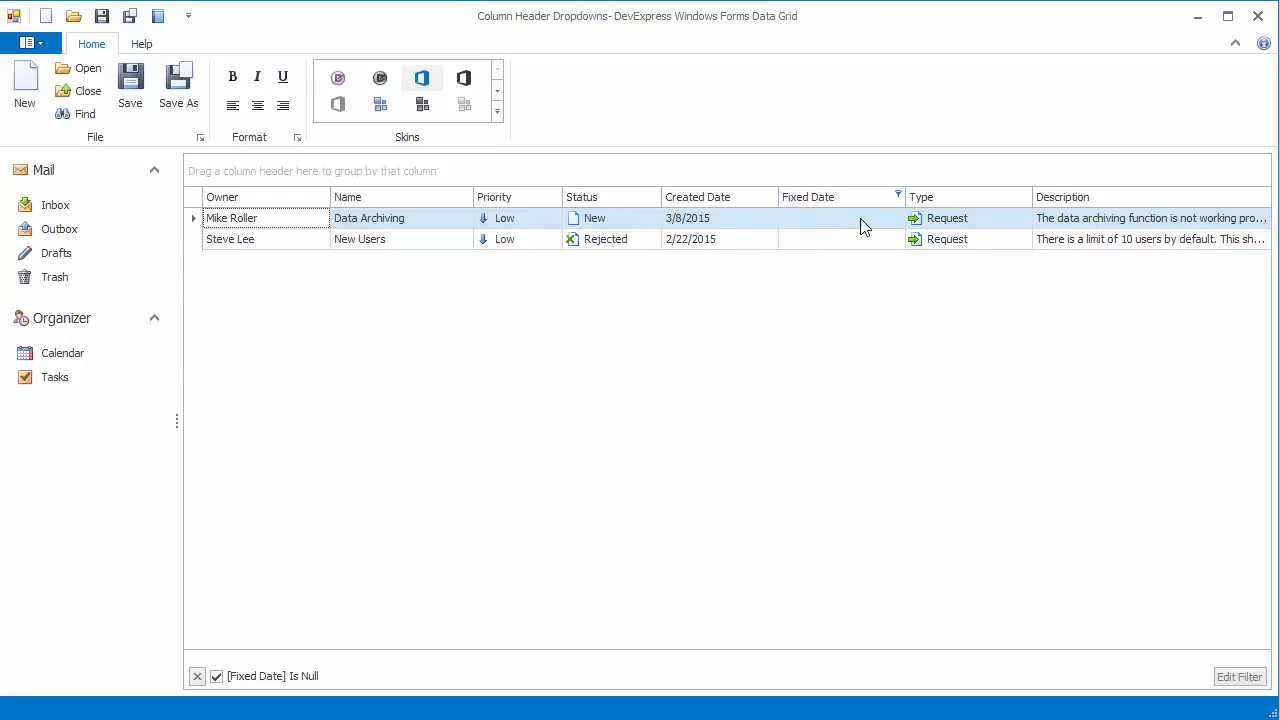 Column Header Dropdowns- DevExpress Windows Forms Data Grid
Home Help
New
Open
Close
Find
Save
Save As
B I U
File
Format
Skins
Mail
Inbox
Outbox
Drafts
Trash
Organizer
Calendar
Tasks
Drag a column header here to group by that column
Owner Name Priority Status Created Date Fixed Date Type Description
Mike Roller Data Archiving Low New 3/8/2015 Request The data archiving function is not working pro...
Steve Lee New Users Low Rejected 2/22/2015 Request There is a limit of 10 users by default. This sh...
[Fixed Date] Is Null
Edit Filter